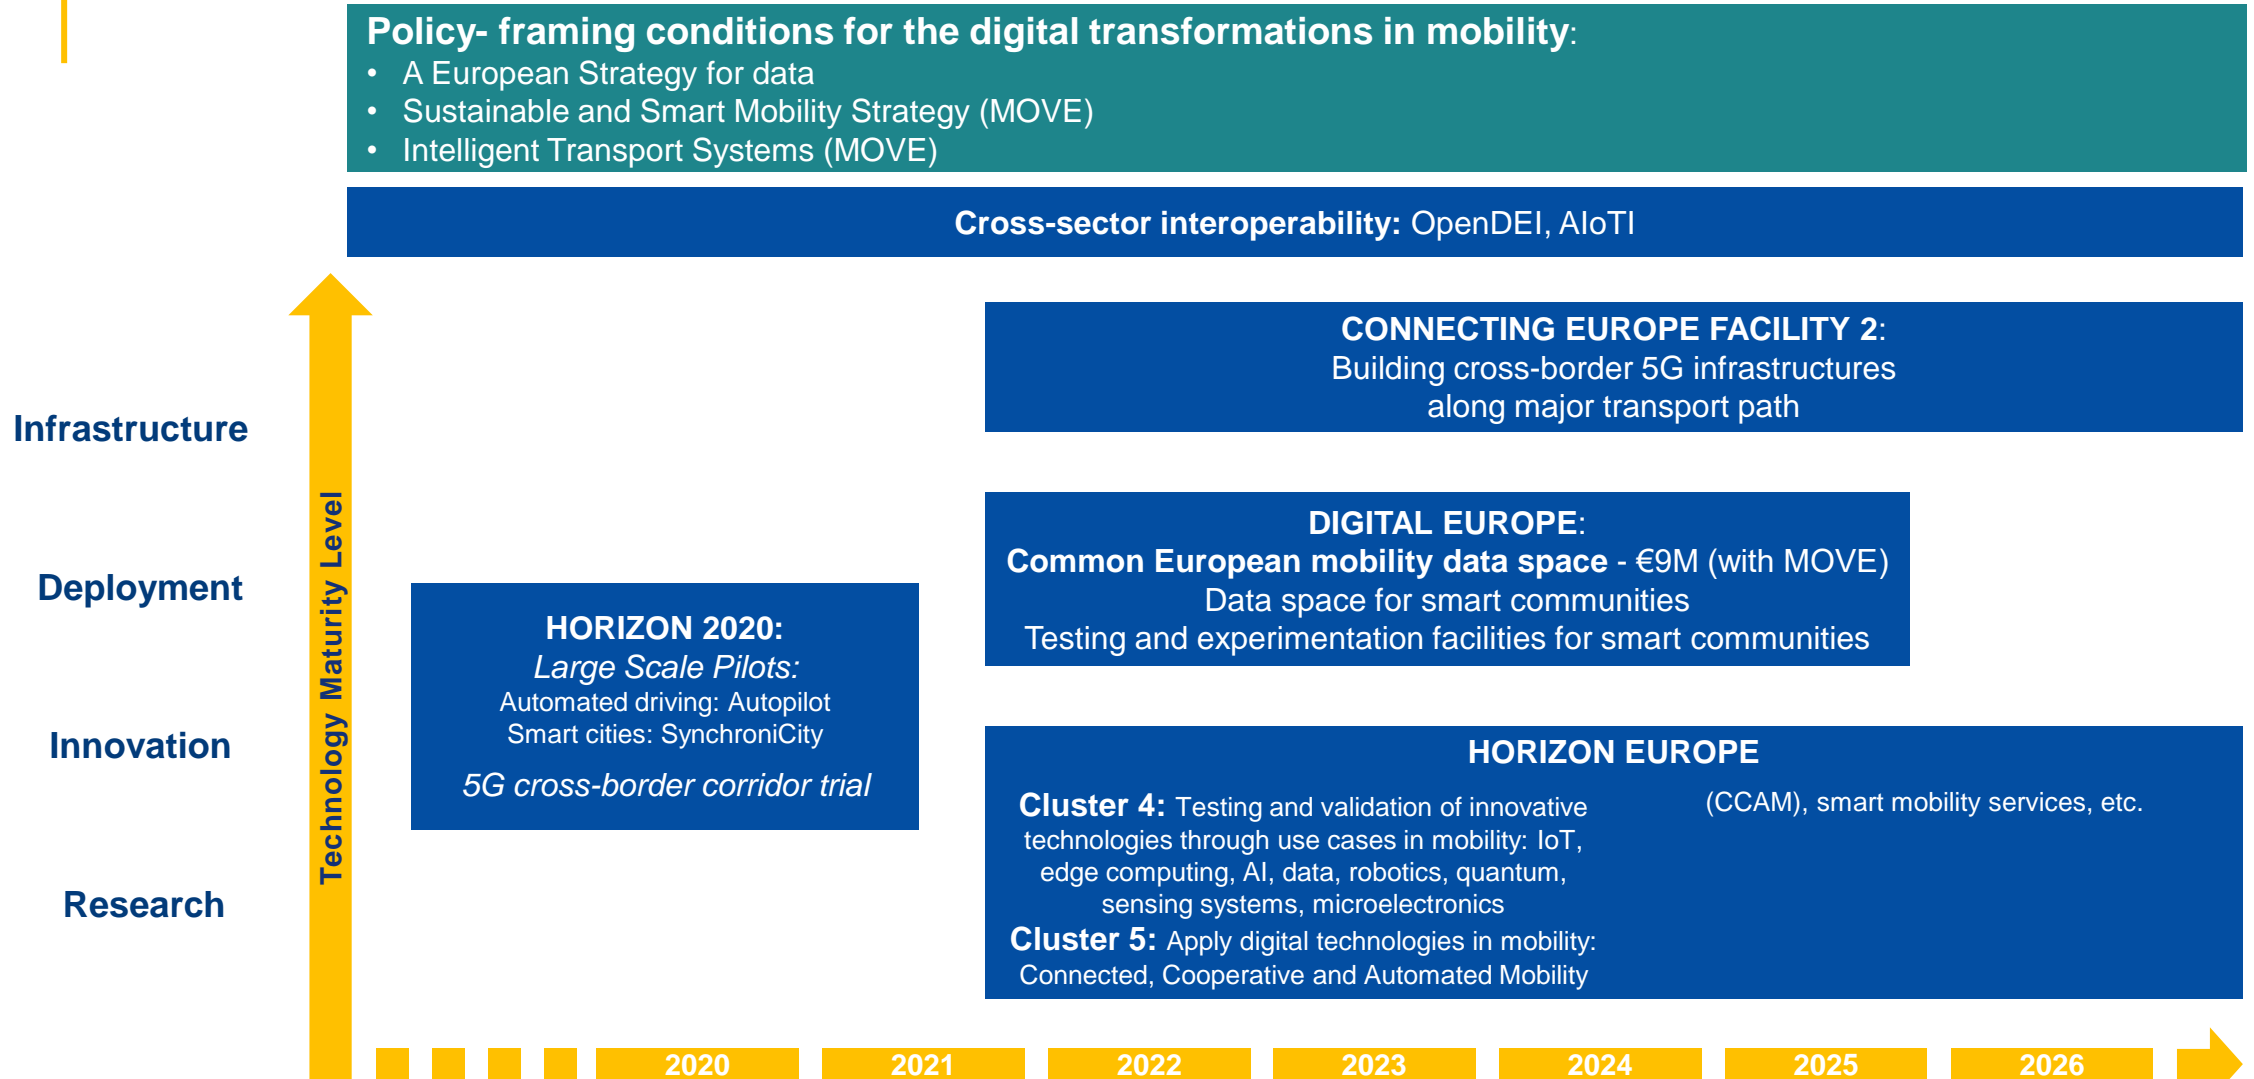 Policy- framing conditions for the digital transformations in mobility:
• A European Strategy for data
• Sustainable and Smart Mobility Strategy (MOVE)
• Intelligent Transport Systems (MOVE)
Cross-sector interoperability: OpenDEI, AIoTI
Infrastructure
Deployment
Innovation
Research
Technology Maturity Level
CONNECTING EUROPE FACILITY 2:
Building cross-border 5G infrastructures
along major transport path
DIGITAL EUROPE:
Common European mobility data space - €9M (with MOVE)
Data space for smart communities
Testing and experimentation facilities for smart communities
HORIZON 2020:
Large Scale Pilots:
Automated driving: Autopilot
Smart cities: SynchroniCity
5G cross-border corridor trial
HORIZON EUROPE
Cluster 4: Testing and validation of innovative
technologies through use cases in mobility: IoT,
edge computing, AI, data, robotics, quantum,
sensing systems, microelectronics
Cluster 5: Apply digital technologies in mobility:
Connected, Cooperative and Automated Mobility
(CCAM), smart mobility services, etc.
2020
2021
2022
2023
2024
2025
2026